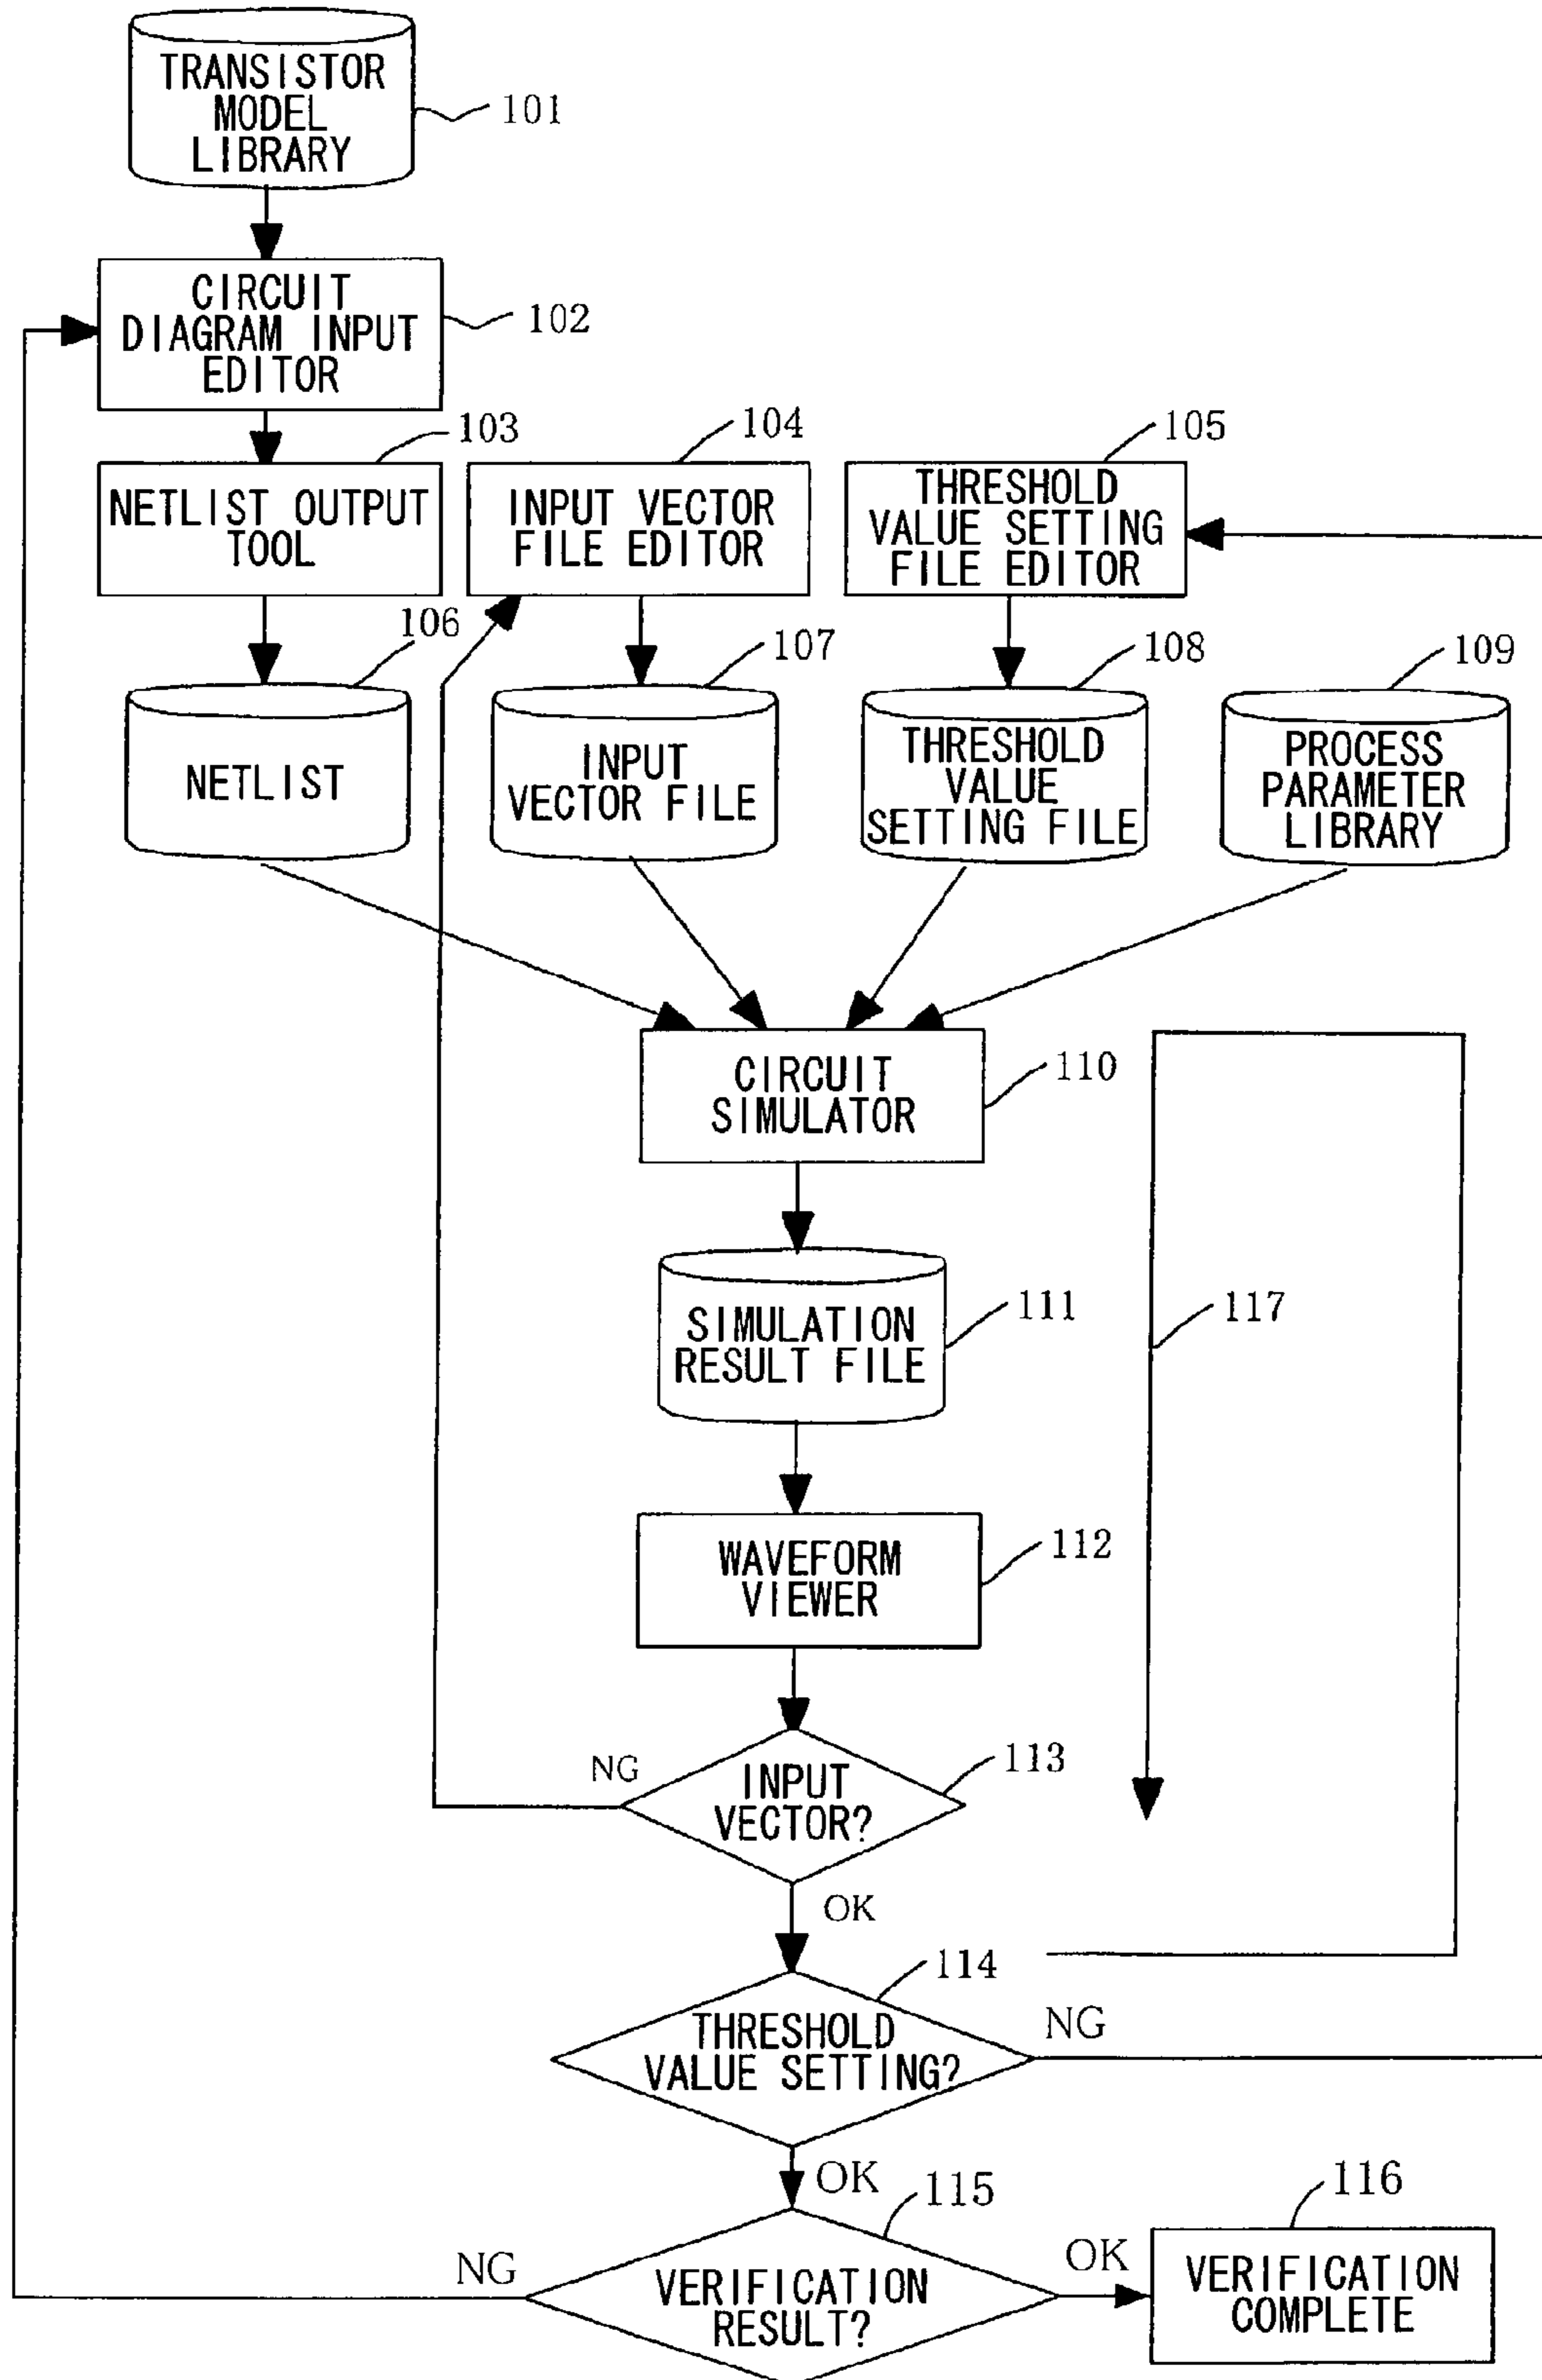 TRANSISTOR
MODEL
LIBRARY
101
CIRCUIT
DIAGRAM INPUT
EDITOR
102
103
104
105
NETLIST OUTPUT
TOOL
INPUT VECTOR
FILE EDITOR
THRESHOLD
VALUE SETTING
FILE EDITOR
106
107
108
109
NETLIST
INPUT
VECTOR FILE
THRESHOLD
VALUE
SETTING FILE
PROCESS
PARAMETER
LIBRARY
CIRCUIT
SIMULATOR
110
SIMULATION
RESULT FILE
111
117
WAVEFORM
VIEWER
112
NG
INPUT
VECTOR?
113
OK
114
THRESHOLD
VALUE SETTING?
NG
OK
115
116
NG
VERIFICATION
RESULT?
OK
VERIFICATION
COMPLETE